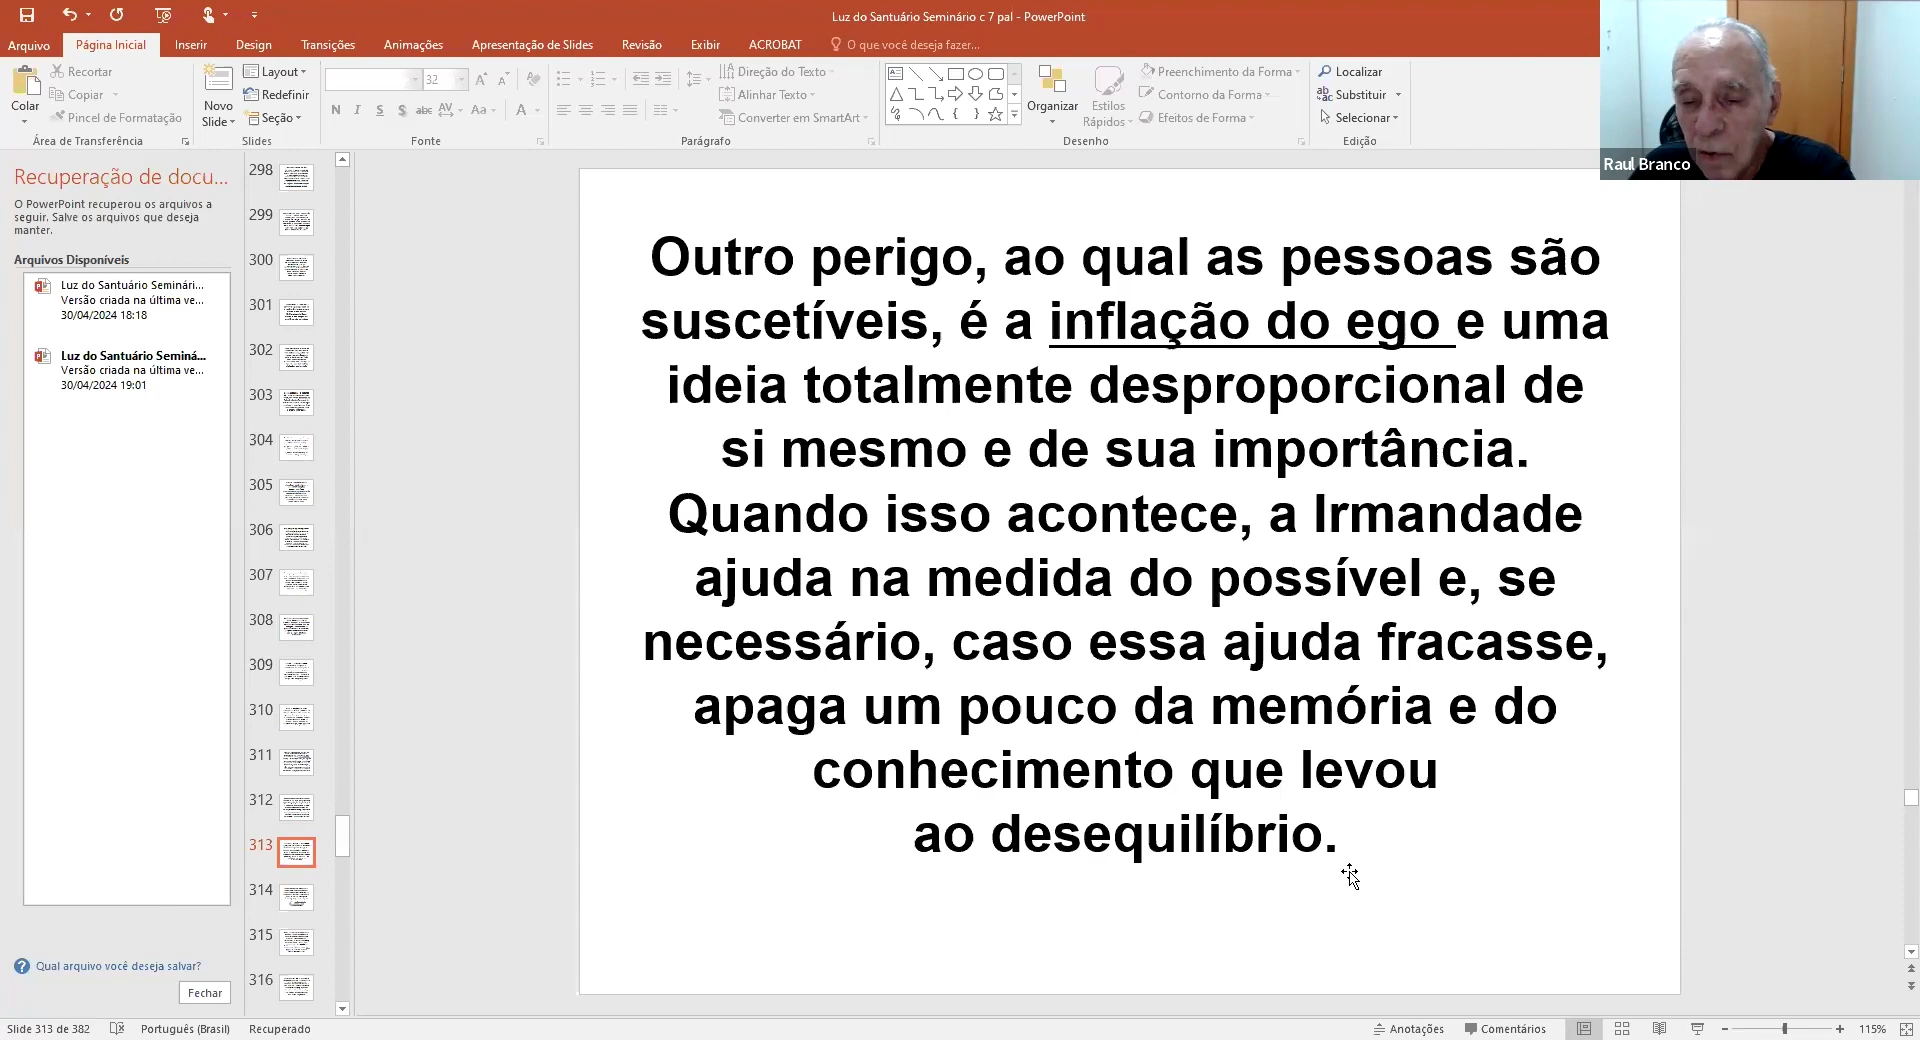 Luz do Santuário Seminário c 7 pal - PowerPoint
Arquivo Página Inicial Inserir Design Transições Animações Apresentação de Slides Revisão Exibir ACROBAT O que você deseja fazer...
Colar
Recortar
Copiar
Pincel de Formatação
Área de Transferência
Novo
Slide
Layout
Redefinir
Seção
Slides
32
N I S S abc AV Aa A
Fonte
Direção do Texto
Alinhar Texto
Converter em SmartArt
Parágrafo
Organizar
Estilos
Rápidos
Preenchimento da Forma
Contorno da Forma
Efeitos de Forma
Desenho
Localizar
Substituir
Selecionar
Edição
Raul Branco
Recuperação de docu...
O PowerPoint recuperou os arquivos a
seguir. Salve os arquivos que deseja
manter.
Arquivos Disponíveis
Luz do Santuário Seminári...
Versão criada na última ve...
30/04/2024 18:18
Luz do Santuário Seminá...
Versão criada na última ve...
30/04/2024 19:01
Qual arquivo você deseja salvar?
Fechar
298
299
300
301
302
303
304
305
306
307
308
309
310
311
312
313
314
315
316
Outro perigo, ao qual as pessoas são
suscetíveis, é a inflação do ego e uma
ideia totalmente desproporcional de
si mesmo e de sua importância.
Quando isso acontece, a Irmandade
ajuda na medida do possível e, se
necessário, caso essa ajuda fracasse,
apaga um pouco da memória e do
conhecimento que levou
ao desequilíbrio.
Slide 313 de 382 Português (Brasil) Recuperado Anotações Comentários 115%